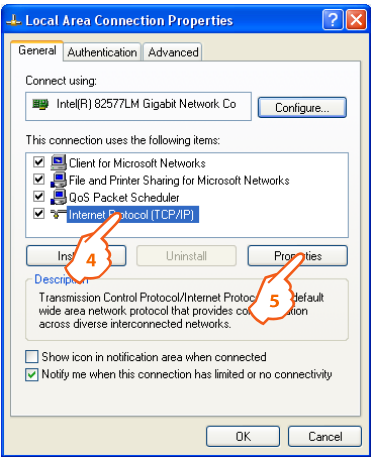 Local Area Connection Properties
General Authentication Advanced
Connect using:
Intel(R) 82577LM Gigabit Network Co
Configure...
This connection uses the following items:
Client for Microsoft Networks
File and Printer Sharing for Microsoft Networks
QoS Packet Scheduler
Internet Protocol (TCP/IP)
Uninstall
4
5
Transmission Control Protocol/Internet default
wide area network protocol that provides
across diverse interconnected networks.
Show icon in notification area when connected
Notify me when this connection has limited or no connectivity
OK Cancel